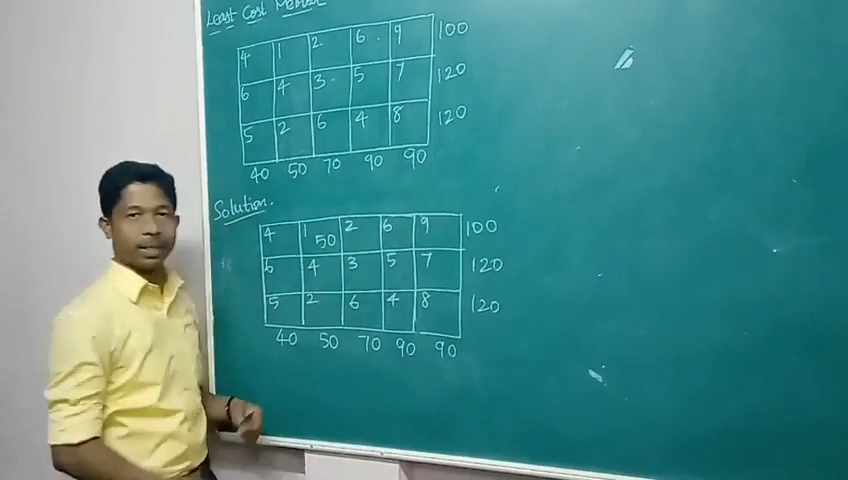 Least Cost Method
4 1 2 6 9 100
6 4 3 5 7 120
5 2 6 4 8 120
40 50 70 90 90
Solution.
4 1 50 2 6 9 100
6 4 3 5 7 120
5 2 6 4 8 120
40 50 70 90 90